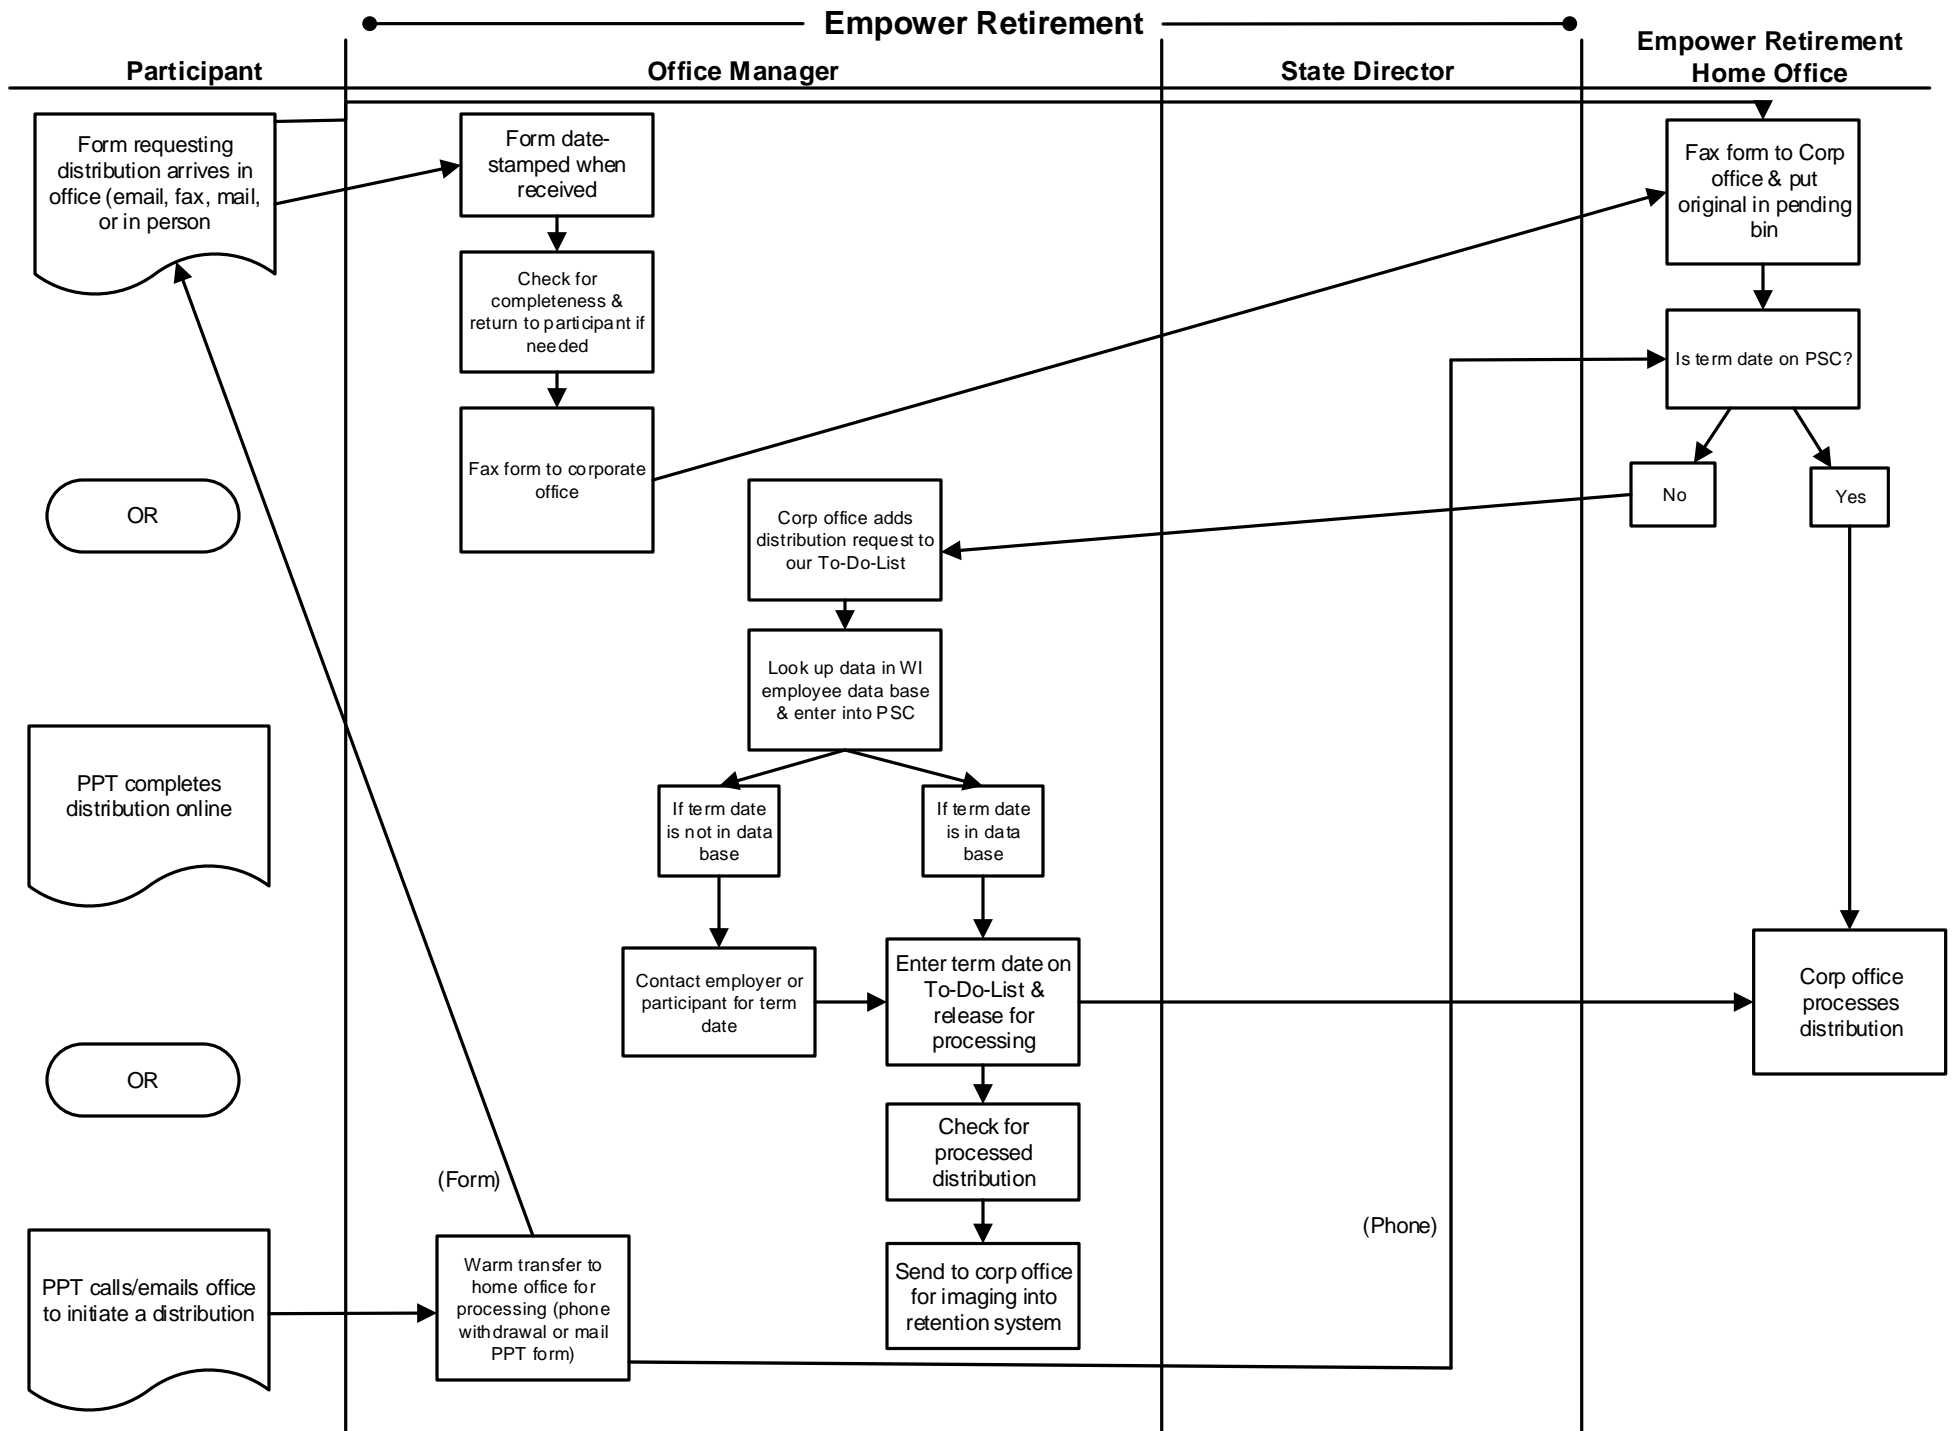 Empower Retirement
Participant
Office Manager
State Director
Empower Retirement
Home Office
Form requesting
distribution arrives in
office (email, fax, mail,
or in person
Form date-
stamped when
received
Check for
completeness &
return to participant if
needed
Fax form to corporate
office
Fax form to Corp
office & put
original in pending
bin
Is term date on PSC?
No
Yes
OR
Corp office adds
distribution request to
our To-Do-List
Look up data in WI
employee data base
& enter into PSC
PPT completes
distribution online
If term date
is not in data
base
If term date
is in data
base
Contact employer or
participant for term
date
Enter term date on
To-Do-List &
release for
processing
Corp office
processes
distribution
OR
Check for
processed
distribution
(Form)
(Phone)
PPT calls/emails office
to initiate a distribution
Warm transfer to
home office for
processing (phone
withdrawal or mail
PPT form)
Send to corp office
for imaging into
retention system